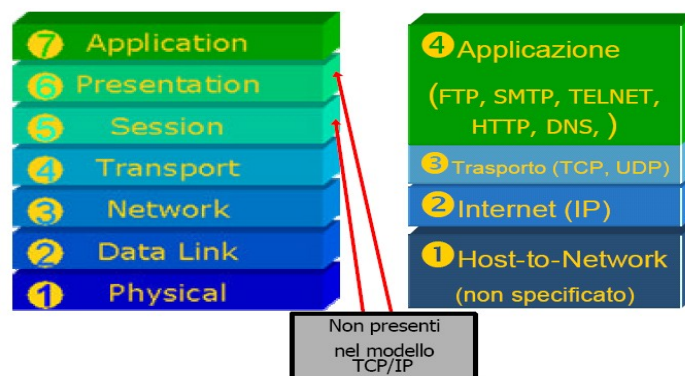 7 Application
6 Presentation
5 Session
4 Transport
3 Network
2 Data Link
1 Physical
4 Applicazione
(FTP, SMTP, TELNET,
HTTP, DNS, )
3 Trasporto (TCP, UDP)
2 Internet (IP)
1 Host-to-Network
(non specificato)
Non presenti
nel modello
TCP/IP